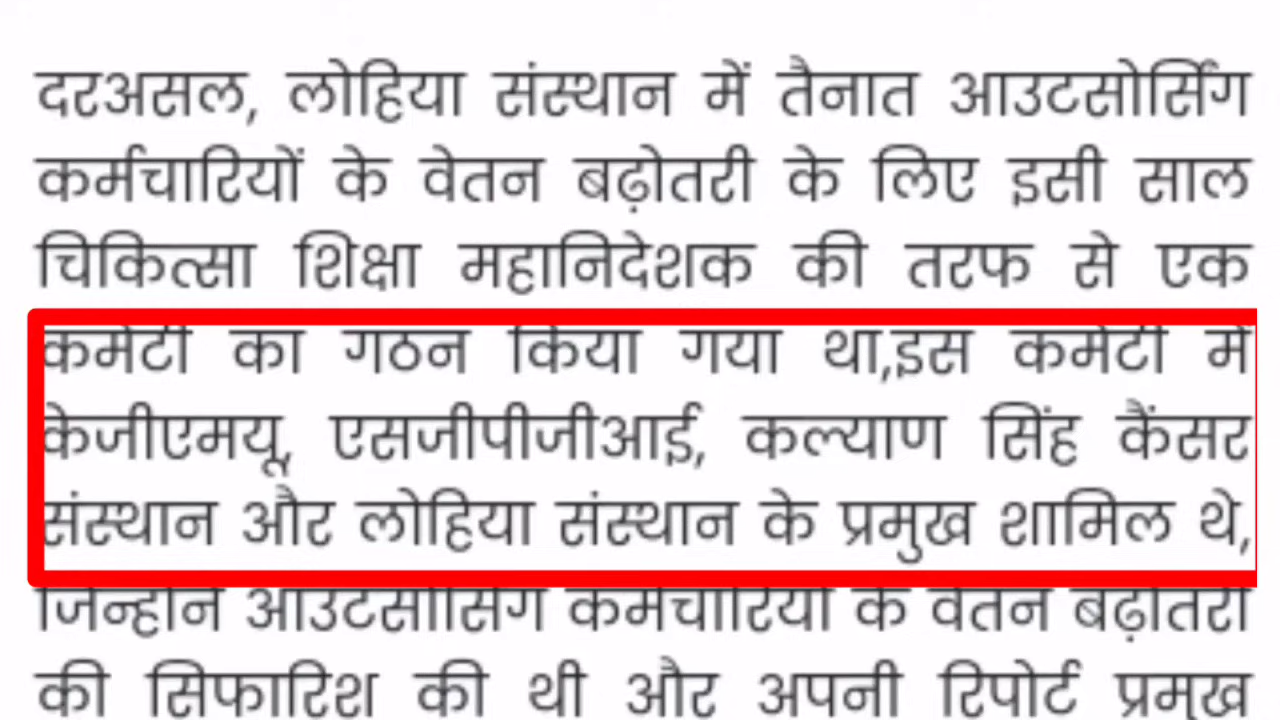 दरअसल, लोहिया संस्थान में तैनात आउटसोर्सिंग
कर्मचारियों के वेतन बढ़ोतरी के लिए इसी साल
चिकित्सा शिक्षा महानिदेशक की तरफ से एक
कमेटी का गठन किया गया था,इस कमेटी में
केजीएमयू, एसजीपीजीआई, कल्याण सिंह कैंसर
संस्थान और लोहिया संस्थान के प्रमुख शामिल थे,
जिन्होंने आउटसोर्सिंग कर्मचारियों के वेतन बढ़ोतरी
की सिफारिश की थी और अपनी रिपोर्ट प्रमुख